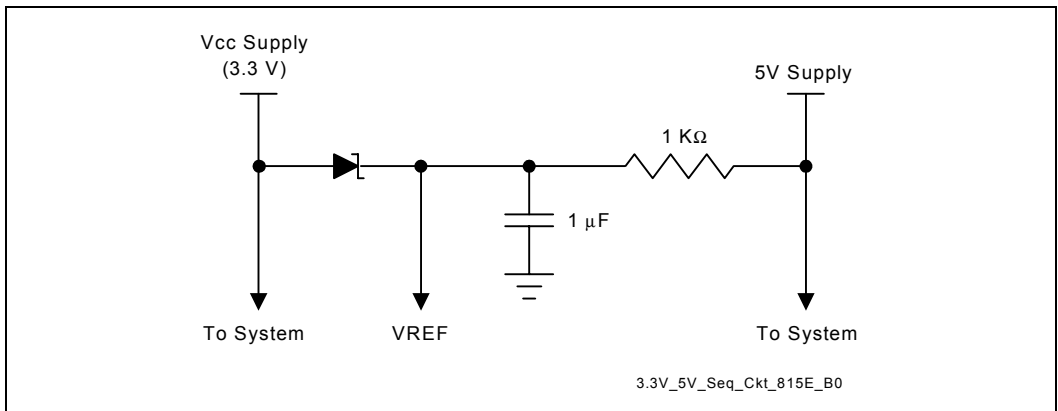 Vcc Supply
(3.3 V)
5V Supply
1 KΩ
1 μF
To System
VREF
To System
3.3V_5V_Seq_Ckt_815E_B0